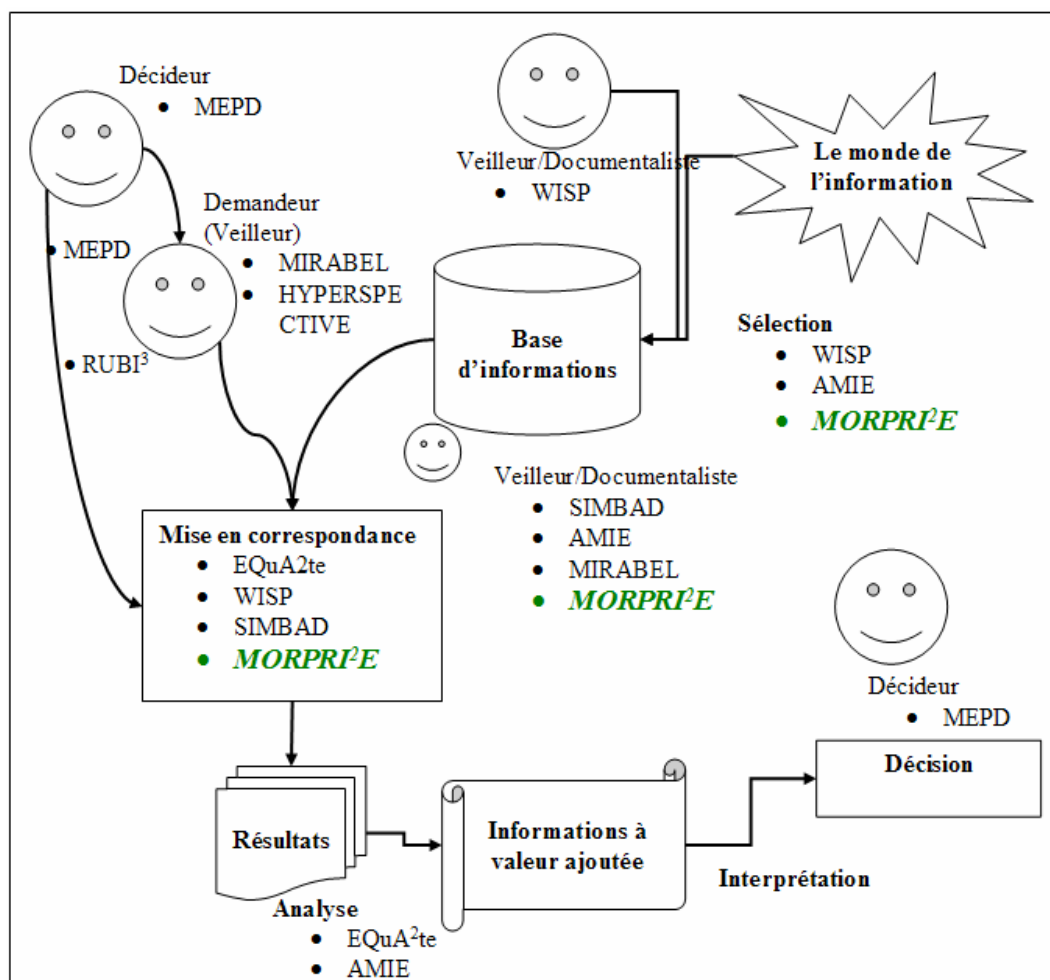 Décideur
• MEPD
Veilleur/Documentaliste
• WISP
Le monde de
l'information
Demandeur
(Veilleur)
• MIRABEL
• HYPERSPE
CTIVE
• MEPD
• RUBI³
Base
d'informations
Sélection
• WISP
• AMIE
• MORPRI²E
Veilleur/Documentaliste
• SIMBAD
• AMIE
• MIRABEL
• MORPRI²E
Mise en correspondance
• EQuA2te
• WISP
• SIMBAD
• MORPRI²E
Décideur
• MEPD
Décision
Résultats
Informations à
valeur ajoutée
Interprétation
Analyse
• EQuA²te
• AMIE